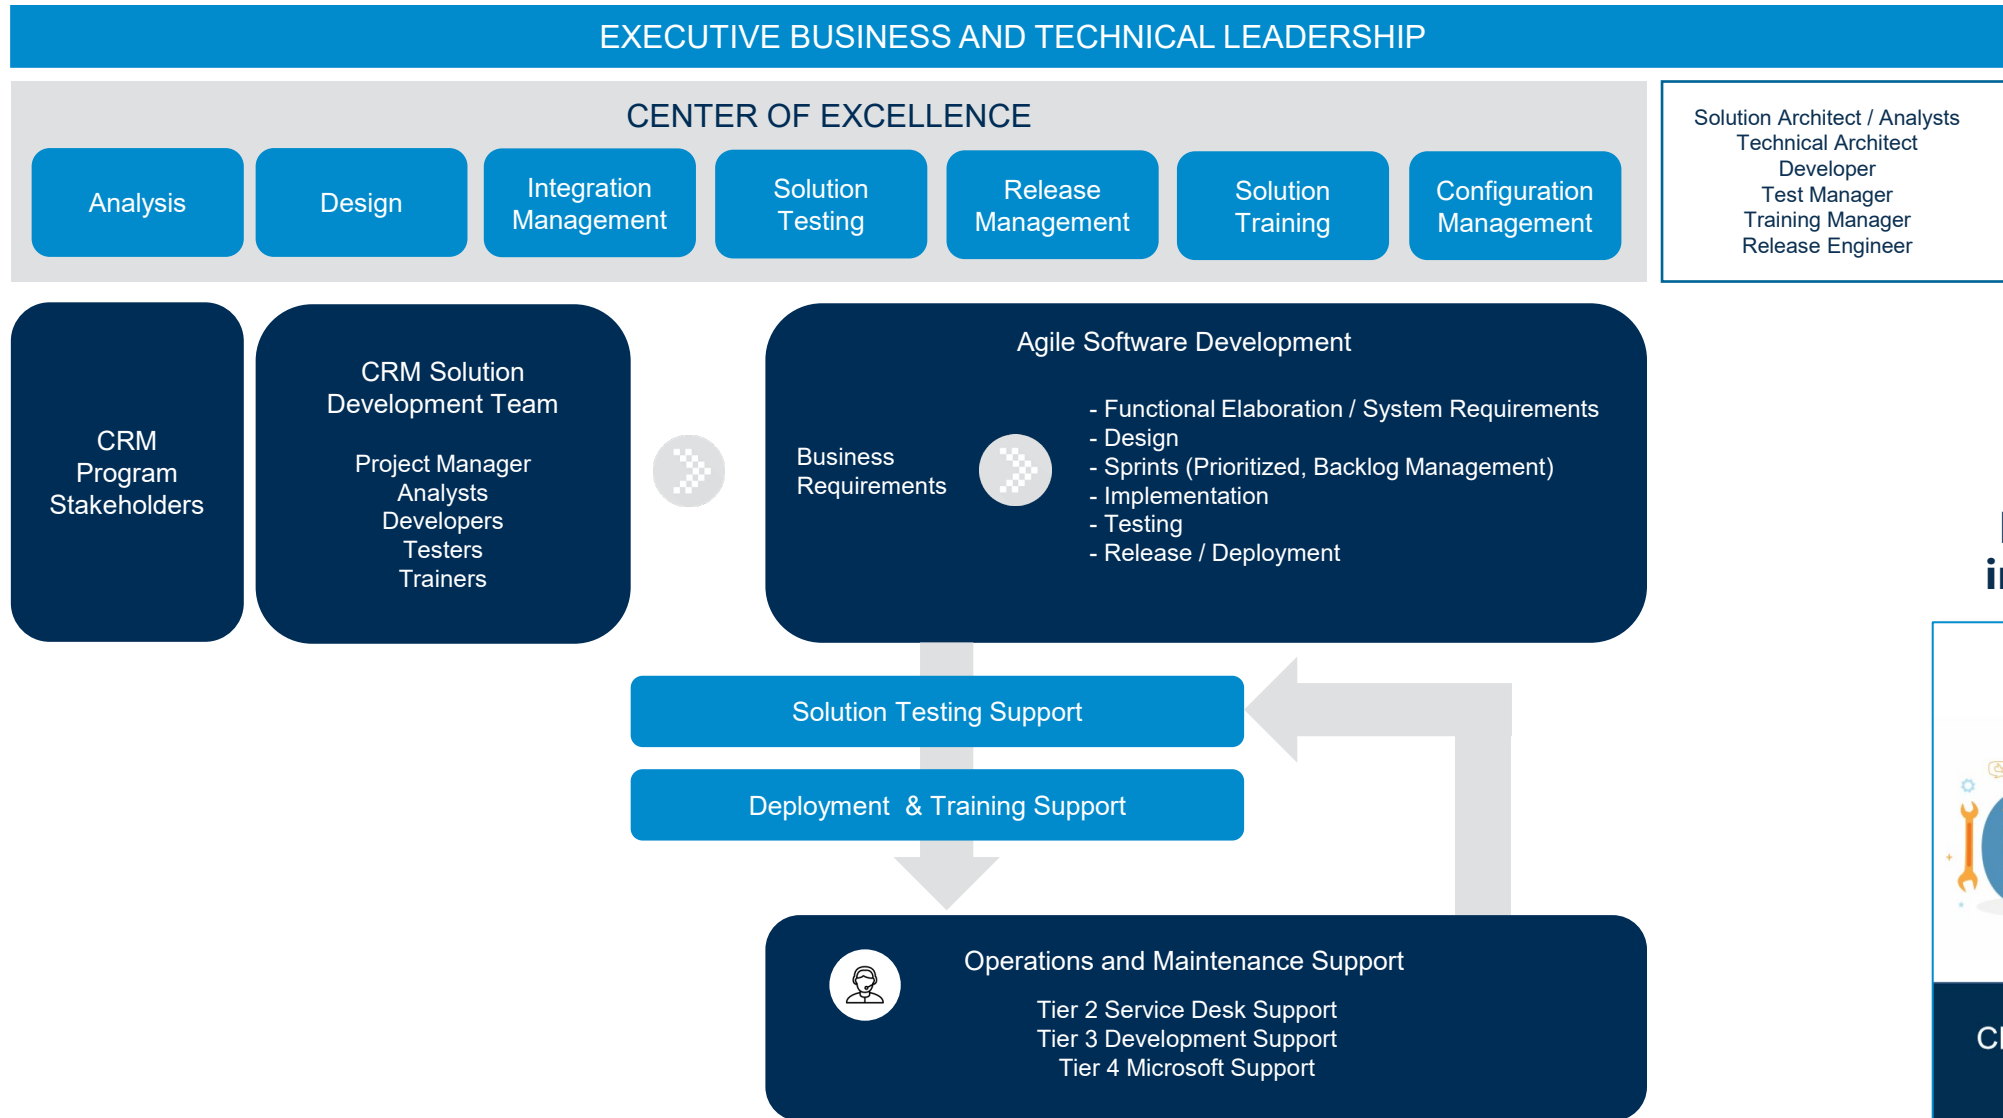 EXECUTIVE BUSINESS AND TECHNICAL LEADERSHIP
CENTER OF EXCELLENCE
Analysis
Design
Integration
Management
Solution
Testing
Release
Management
Solution
Training
Configuration
Management
Solution Architect / Analysts
Technical Architect
Developer
Test Manager
Training Manager
Release Engineer
CRM
Program
Stakeholders
CRM Solution
Development Team
Project Manager
Analysts
Developers
Testers
Trainers
Agile Software Development
Business
Requirements
- Functional Elaboration / System Requirements
- Design
- Sprints (Prioritized, Backlog Management)
- Implementation
- Testing
- Release / Deployment
Solution Testing Support
Deployment & Training Support
Operations and Maintenance Support
Tier 2 Service Desk Support
Tier 3 Development Support
Tier 4 Microsoft Support